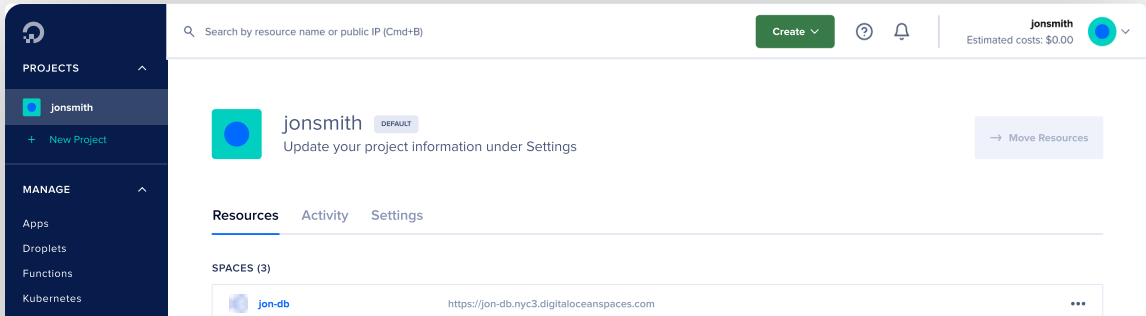 PROJECTS
jonsmith
+ New Project
MANAGE
Apps
Droplets
Functions
Kubernetes
Search by resource name or public IP (Cmd+B)
Create
jonsmith
Estimated costs: $0.00
jonsmith DEFAULT
Update your project information under Settings
→ Move Resources
Resources Activity Settings
SPACES (3)
jon-db https://jon-db.nyc3.digitaloceanspaces.com